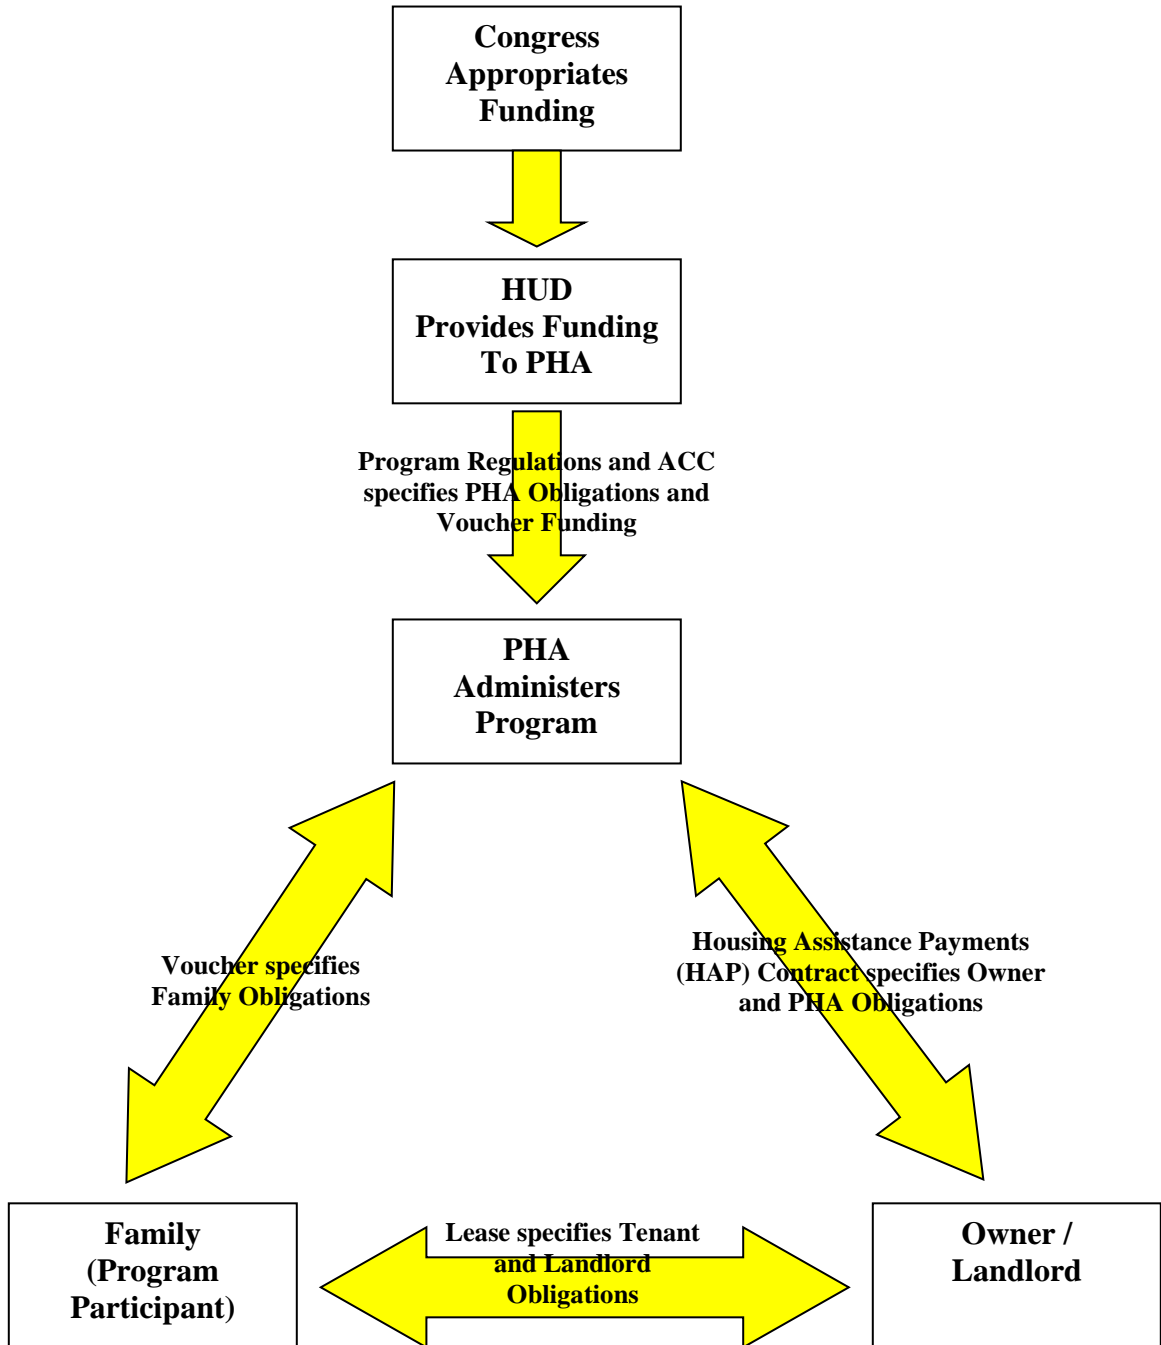 Congress
Appropriates
Funding
HUD
Provides Funding
To PHA
Program Regulations and ACC
specifies PHA Obligations and
Voucher Funding
PHA
Administers
Program
Voucher specifies
Family Obligations
Housing Assistance Payments
(HAP) Contract specifies Owner
and PHA Obligations
Family
(Program
Participant)
Lease specifies Tenant
and Landlord
Obligations
Owner /
Landlord